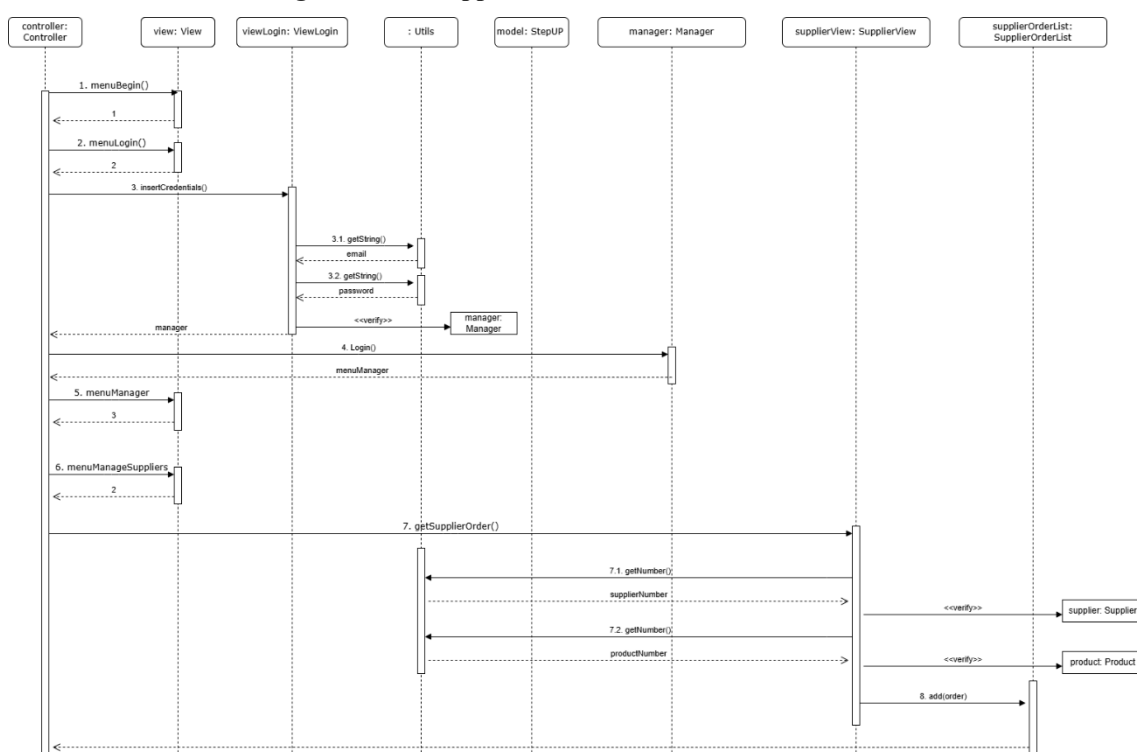 controller:
Controller
view: View
viewLogin: ViewLogin
: Utils
model: StepUP
manager: Manager
supplierView: SupplierView
supplierOrderList:
SupplierOrderList
1. menuBegin()
1
2. menuLogin()
2
3. insertCredentials()
3.1. getString()
email
3.2. getString()
password
<<verify>>
manager:
Manager
manager
4. Login()
menuManager
5. menuManager
3
6. menuManageSuppliers
2
7. getSupplierOrder()
7.1. getNumber()
supplierNumber
<<verify>>
supplier: Supplier
7.2. getNumber()
productNumber
<<verify>>
product: Product
8. add(order)